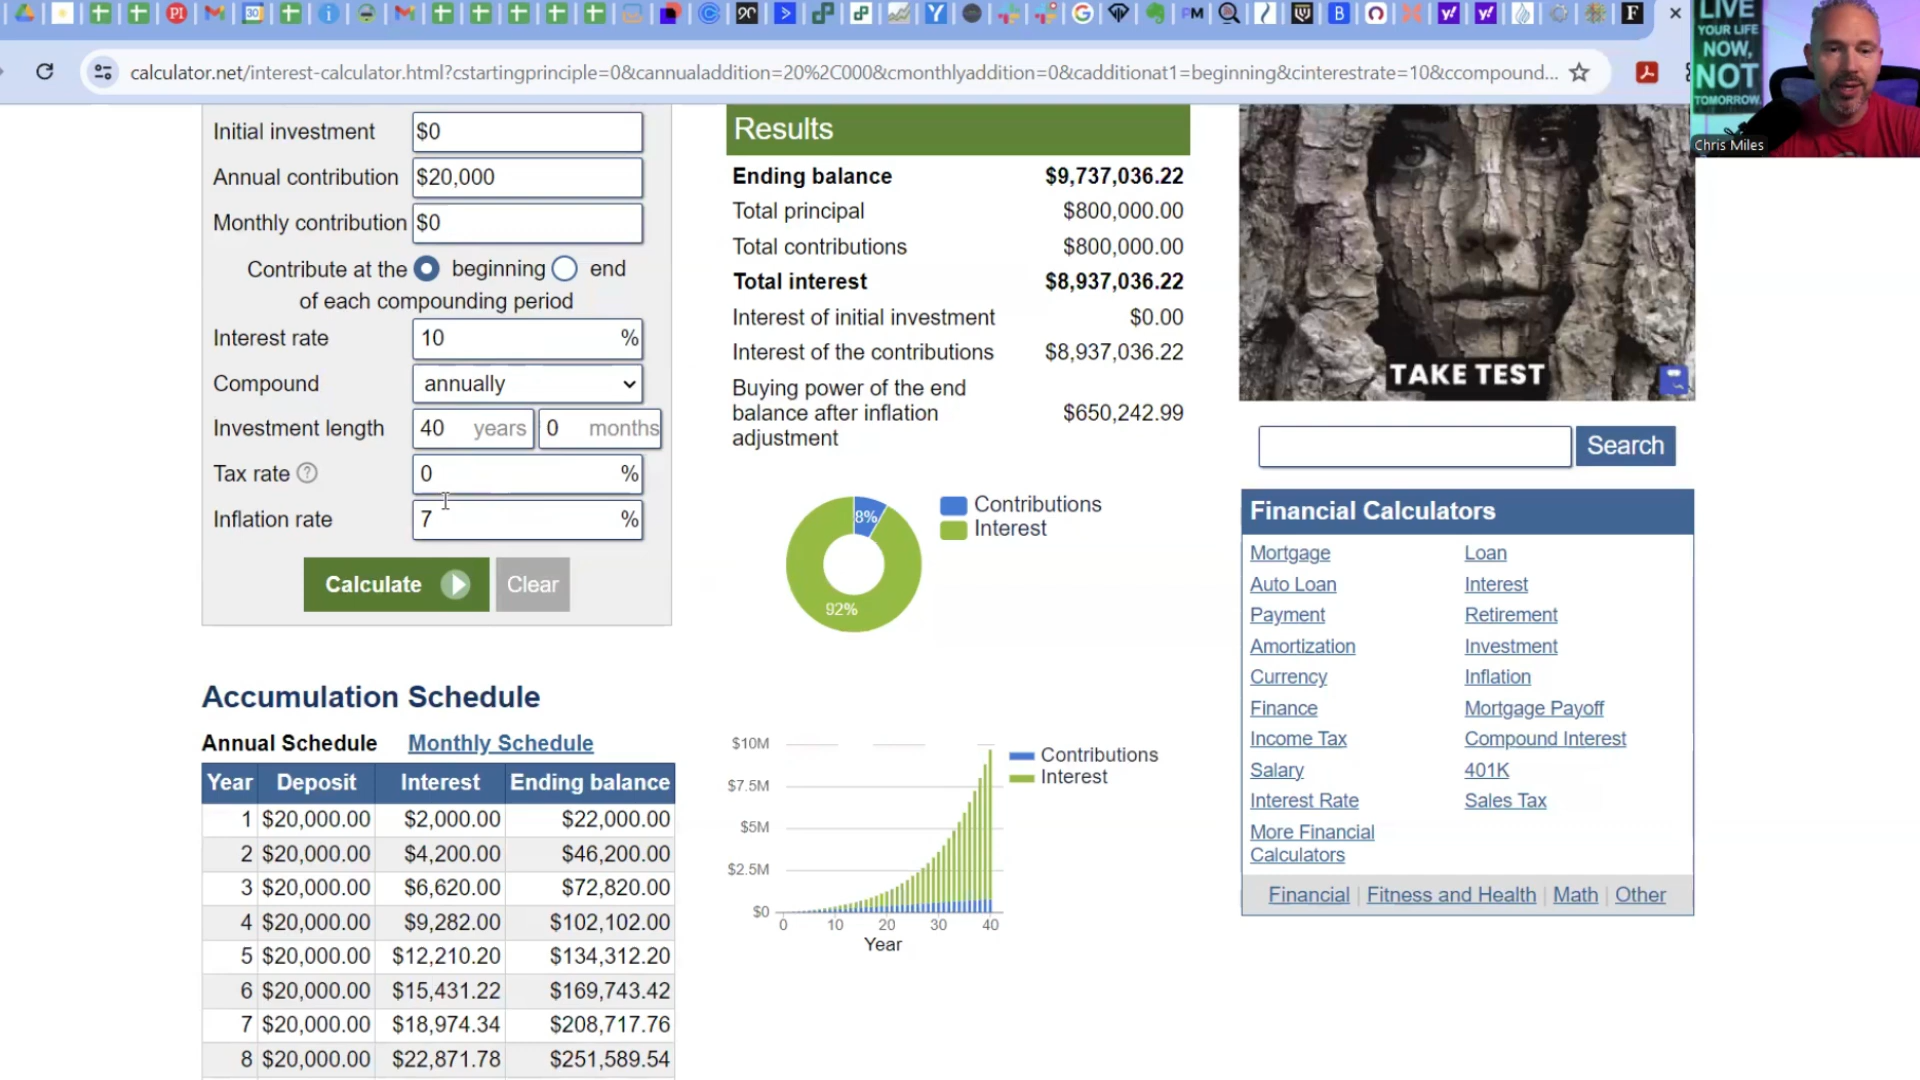 calculator.net/interest-calculator.html?cstartingprinciple=0&cannualaddition=20%2C000&cmonthlyaddition=0&cadditionat1=beginning&cinterestrate=10&ccompound...
LIVE
YOUR LIFE
NOW,
NOT
TOMORROW.
Chris Miles
Initial investment $0
Annual contribution $20,000
Monthly contribution $0
Contribute at the beginning end
of each compounding period
Interest rate 10 %
Compound annually
Investment length 40 years 0 months
Tax rate ? 0 %
Inflation rate 7 %
Calculate Clear
Results
Ending balance $9,737,036.22
Total principal $800,000.00
Total contributions $800,000.00
Total interest $8,937,036.22
Interest of initial investment $0.00
Interest of the contributions $8,937,036.22
Buying power of the end
balance after inflation $650,242.99
adjustment
8%
92%
Contributions
Interest
TAKE TEST
Search
Financial Calculators
Mortgage Loan
Auto Loan Interest
Payment Retirement
Amortization Investment
Currency Inflation
Finance Mortgage Payoff
Income Tax Compound Interest
Salary 401K
Interest Rate Sales Tax
More Financial
Calculators
Financial | Fitness and Health | Math | Other
Accumulation Schedule
Annual Schedule Monthly Schedule
Year Deposit Interest Ending balance
1 $20,000.00 $2,000.00 $22,000.00
2 $20,000.00 $4,200.00 $46,200.00
3 $20,000.00 $6,620.00 $72,820.00
4 $20,000.00 $9,282.00 $102,102.00
5 $20,000.00 $12,210.20 $134,312.20
6 $20,000.00 $15,431.22 $169,743.42
7 $20,000.00 $18,974.34 $208,717.76
8 $20,000.00 $22,871.78 $251,589.54
$10M
$7.5M
$5M
$2.5M
$0
0 10 20 30 40
Year
Contributions
Interest